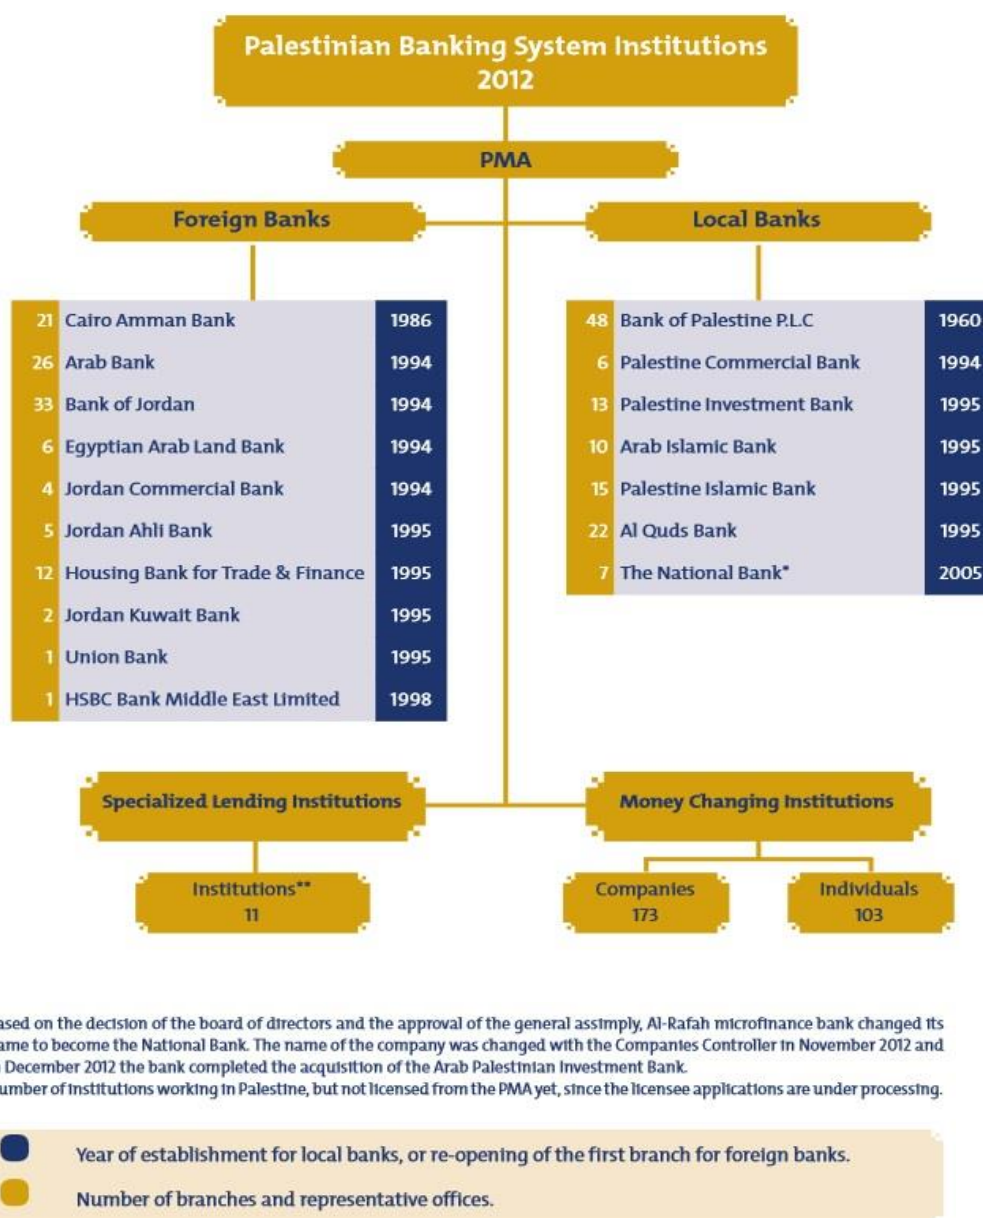 Palestinian Banking System Institutions
2012
PMA
Foreign Banks
21 Cairo Amman Bank 1986
26 Arab Bank 1994
33 Bank of Jordan 1994
6 Egyptian Arab Land Bank 1994
4 Jordan Commercial Bank 1994
5 Jordan Ahli Bank 1995
12 Housing Bank for Trade & Finance 1995
2 Jordan Kuwait Bank 1995
1 Union Bank 1995
1 HSBC Bank Middle East Limited 1998
Local Banks
48 Bank of Palestine P.L.C 1960
6 Palestine Commercial Bank 1994
13 Palestine Investment Bank 1995
10 Arab Islamic Bank 1995
15 Palestine Islamic Bank 1995
22 Al Quds Bank 1995
7 The National Bank* 2005
Specialized Lending Institutions
Institutions**
11
Money Changing Institutions
Companies
173
Individuals
103
on the decision of the board of directors and the approval of the general assimply, Al-Rafah microfinance bank changed its
to become the National Bank. The name of the company was changed with the Companies Controller in November 2012 and
December 2012 the bank completed the acquisition of the Arab Palestinian Investment Bank.
of institutions working in Palestine, but not licensed from the PMA yet, since the licensee applications are under processing.
Year of establishment for local banks, or re-opening of the first branch for foreign banks.
Number of branches and representative offices.